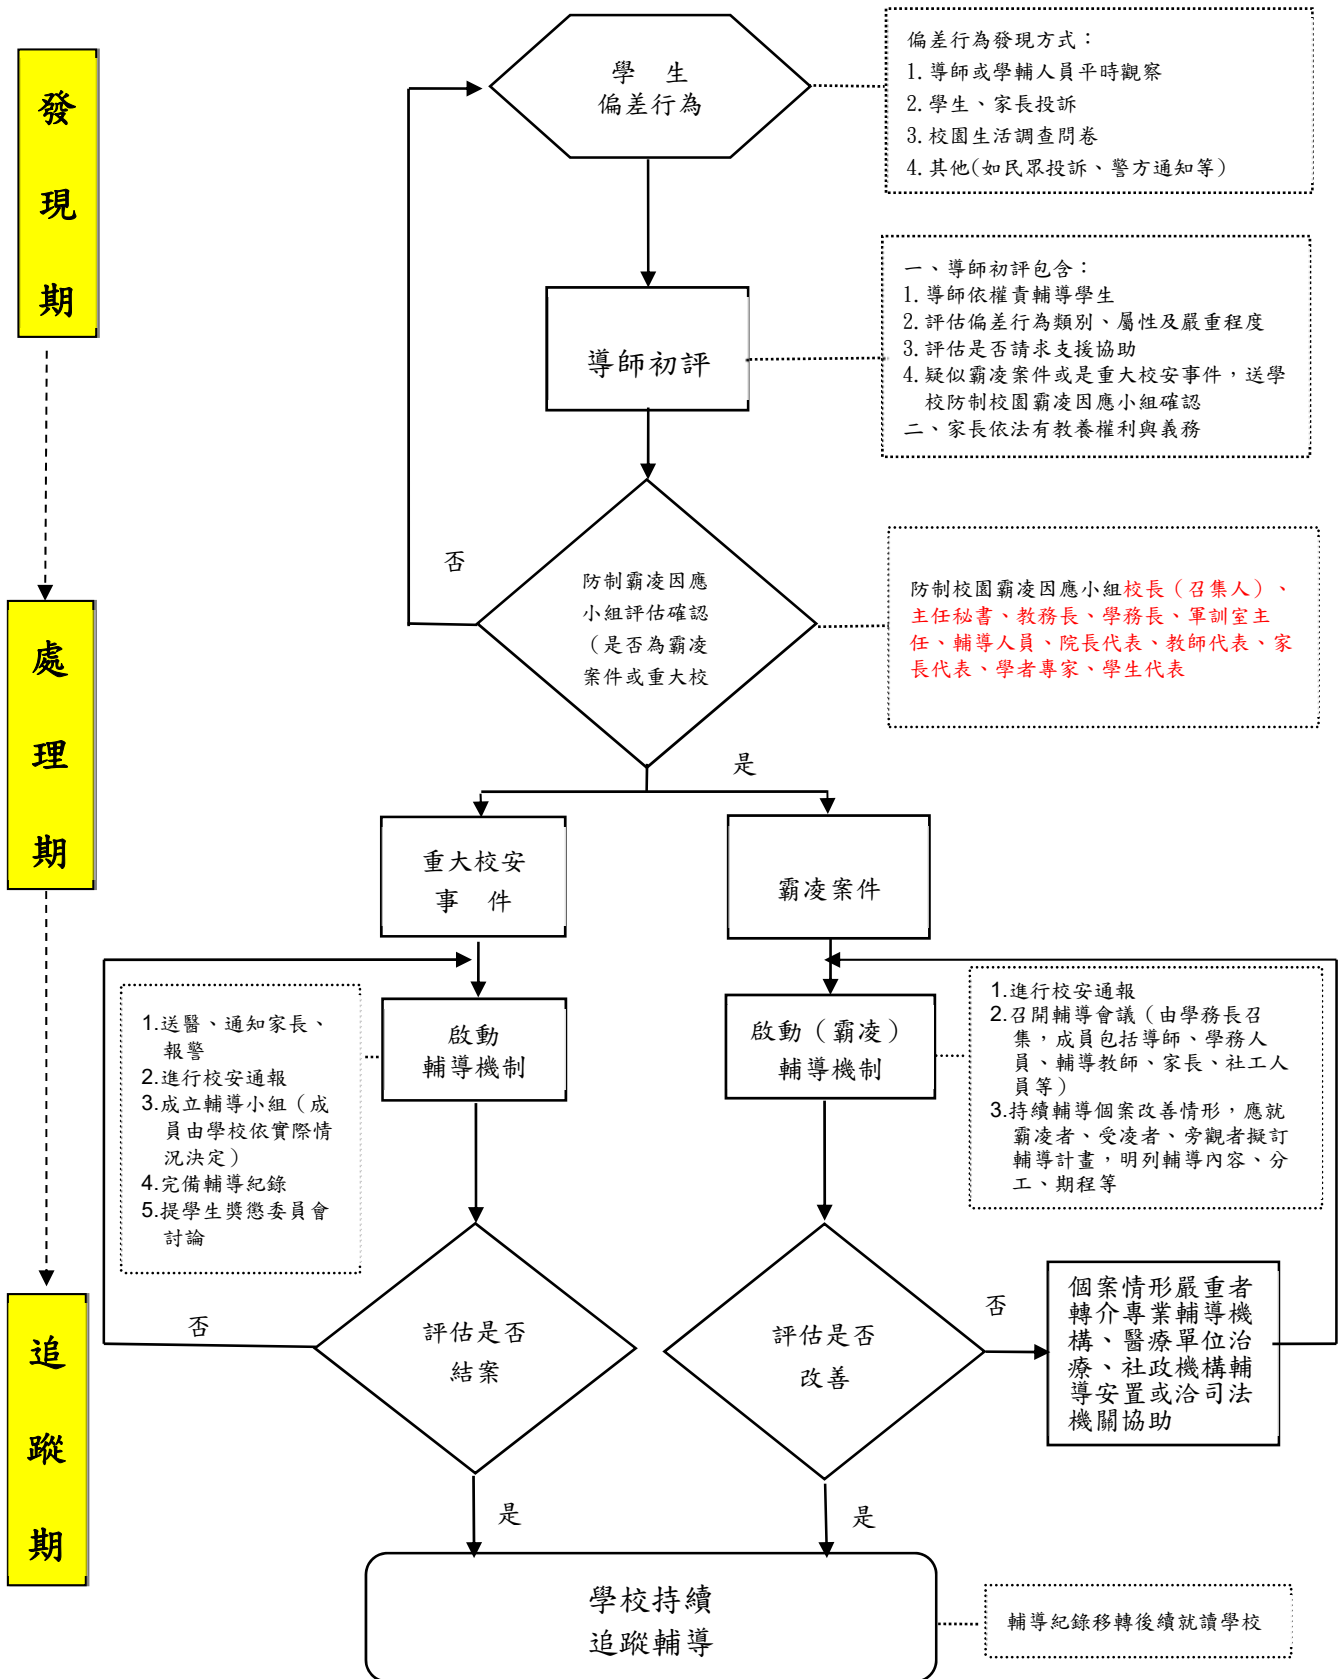 發
現
期
處
理
期
追
蹤
期
學 生
偏差行為
偏差行為發現方式：
1.導師或學輔人員平時觀察
2.學生、家長投訴
3.校園生活調查問卷
4.其他(如民眾投訴、警方通知等)
導師初評
一、導師初評包含：
1.導師依權責輔導學生
2.評估偏差行為類別、屬性及嚴重程度
3.評估是否請求支援協助
4.疑似霸凌案件或是重大校安事件，送學
校防制校園霸凌因應小組確認
二、家長依法有教養權利與義務
否
防制霸凌因應
小組評估確認
（是否為霸凌
案件或重大校
防制校園霸凌因應小組校長（召集人）、
主任秘書、教務長、學務長、軍訓室主
任、輔導人員、院長代表、教師代表、家
長代表、學者專家、學生代表
是
重大校安
事 件
霸凌案件
1.送醫、通知家長、
報警
2.進行校安通報
3.成立輔導小組（成
員由學校依實際情
況決定）
4.完備輔導紀錄
5.提學生獎懲委員會
討論
啟動
輔導機制
啟動（霸凌）
輔導機制
1.進行校安通報
2.召開輔導會議（由學務長召
集，成員包括導師、學務人
員、輔導教師、家長、社工人
員等）
3.持續輔導個案改善情形，應就
霸凌者、受凌者、旁觀者擬訂
輔導計畫，明列輔導內容、分
工、期程等
否
評估是否
結案
評估是否
改善
否
個案情形嚴重者
轉介專業輔導機
構、醫療單位治
療、社政機構輔
導安置或洽司法
機關協助
是
是
學校持續
追蹤輔導
輔導紀錄移轉後續就讀學校